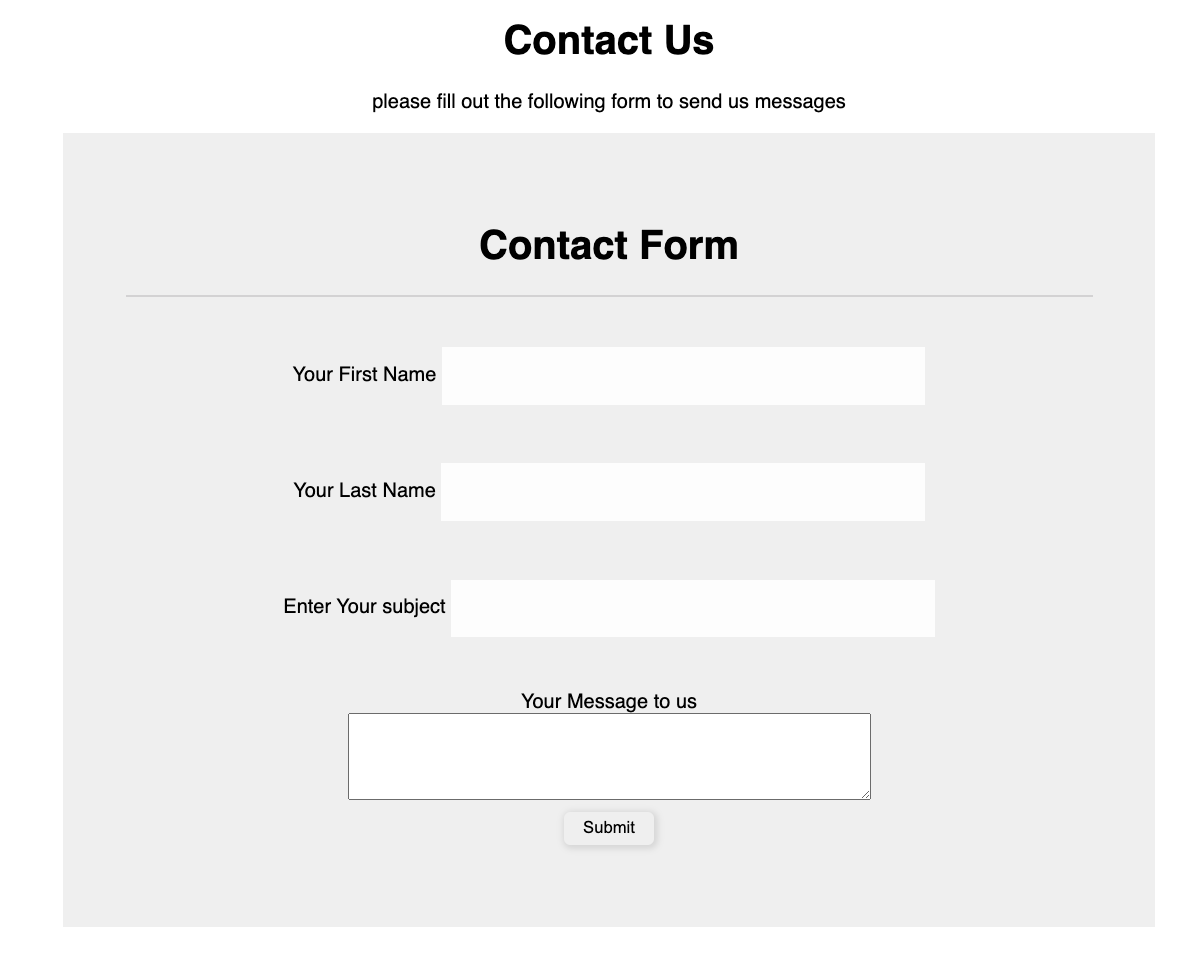 Contact Us
please fill out the following form to send us messages
Contact Form
Your First Name
Your Last Name
Enter Your subject
Your Message to us
Submit